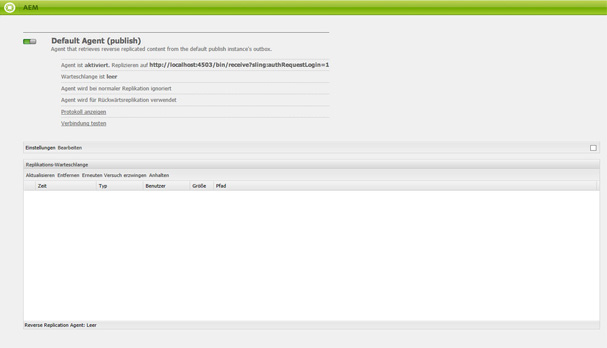 AEM
Default Agent (publish)
Agent that retrieves reverse replicated content from the default publish instance's outbox.
Agent ist aktiviert. Replizieren auf http://localhost:4503/bin/receive?sling:authRequestLogin=1
Warteschlange ist leer
Agent wird bei normaler Replikation ignoriert
Agent wird für Rückwärtsreplikation verwendet
Protokoll anzeigen
Verbindung testen
Einstellungen Bearbeiten
Replikations-Warteschlange
Aktualisieren Entfernen Erneuten Versuch erzwingen Anhalten
Zeit Typ Benutzer Größe Pfad
Reverse Replication Agent: Leer